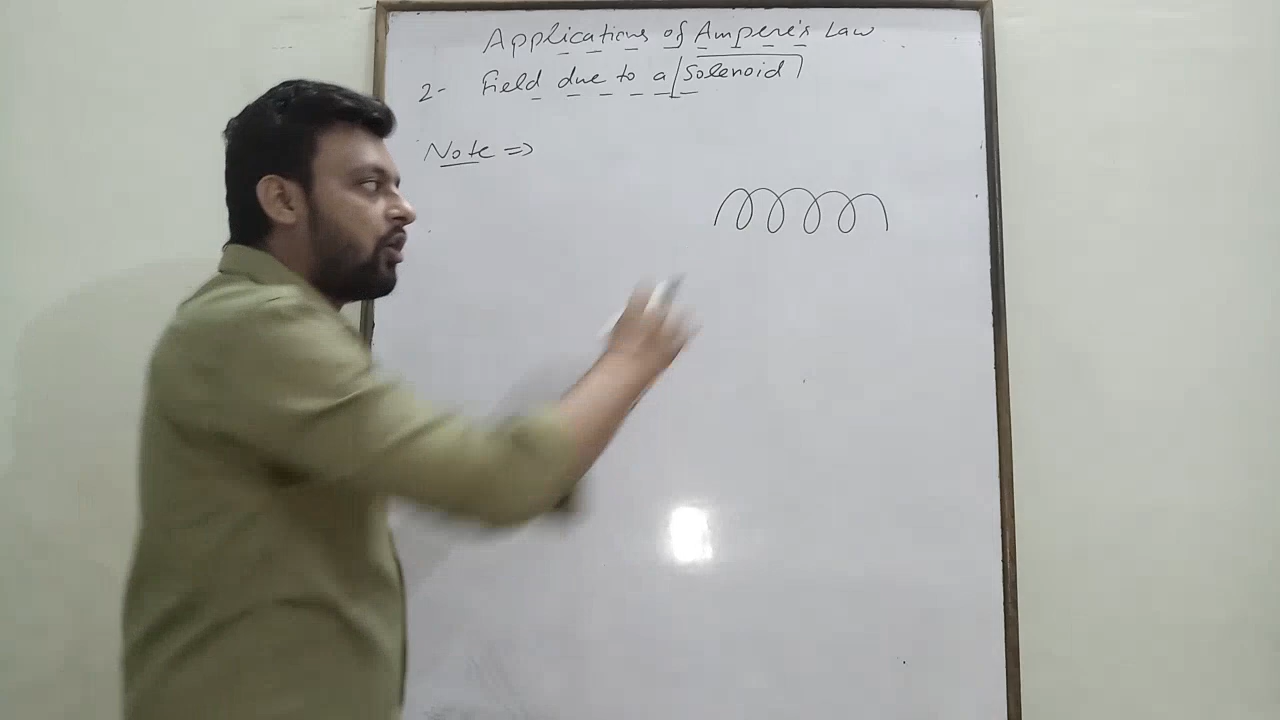 Applications of Ampere's Law
2- Field due to a Solenoid
Note =>